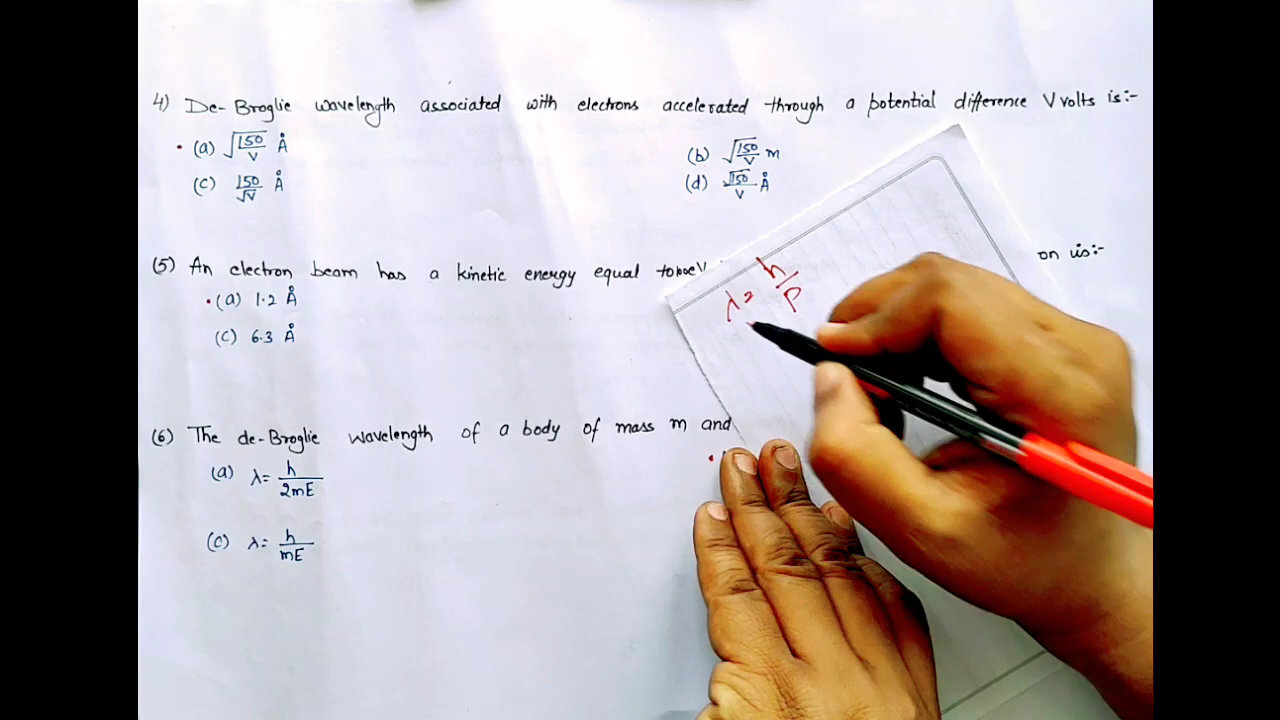 4) De-Broglie wavelength associated with electrons accelerated through a potential difference V volts is:-
(a) √(150/V) Å (b) √(150/V) m
(c) 150/√V Å (d) √150/V Å
(5) An electron beam has a kinetic energy equal to 100eV on is:-
(a) 1.2 Å
(c) 6.3 Å
λ= h/P
(6) The de-Broglie wavelength of a body of mass m and
(a) λ= h/2mE
(c) λ= h/mE